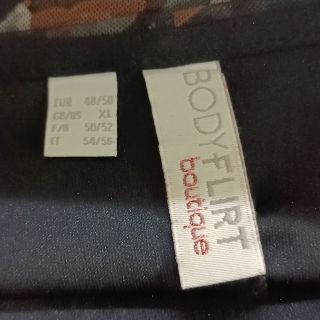 EUR 48/50
GB/US XL
F/B 50/52
IT 54/56
BODYFLIRT
boutique